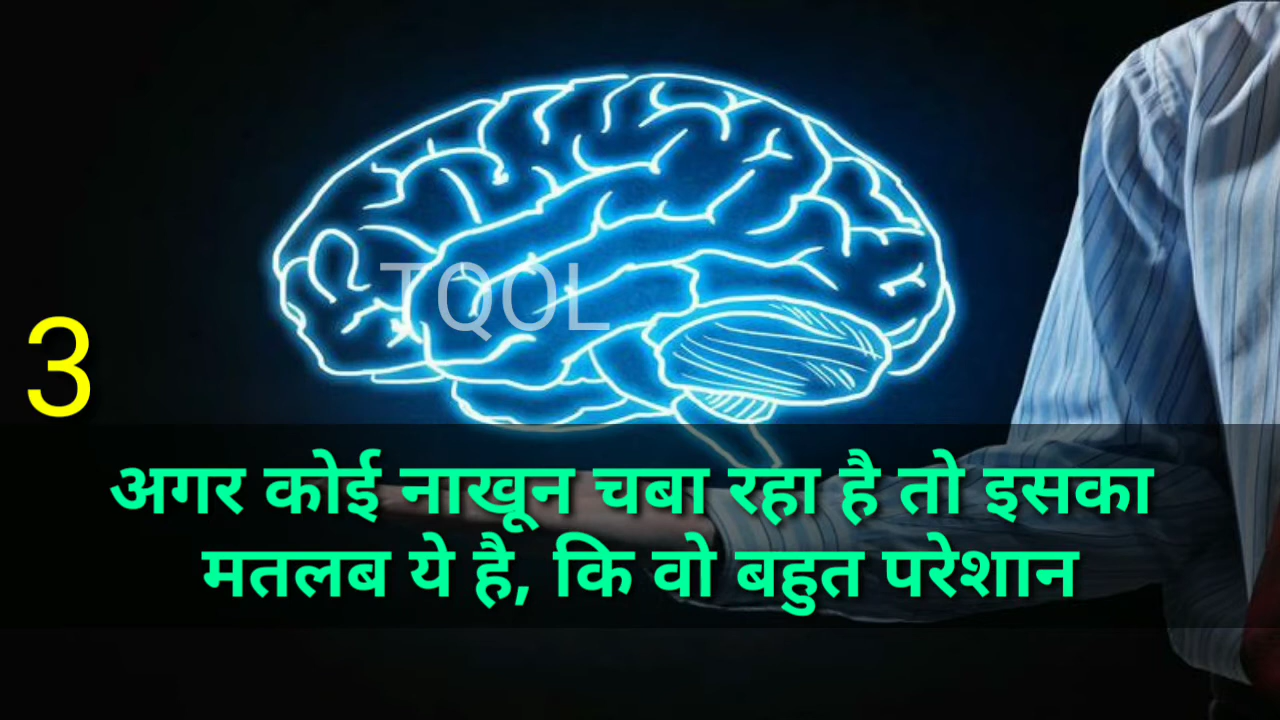 TQOL
3
अगर कोई नाखून चबा रहा है तो इसका
मतलब ये है, कि वो बहुत परेशान